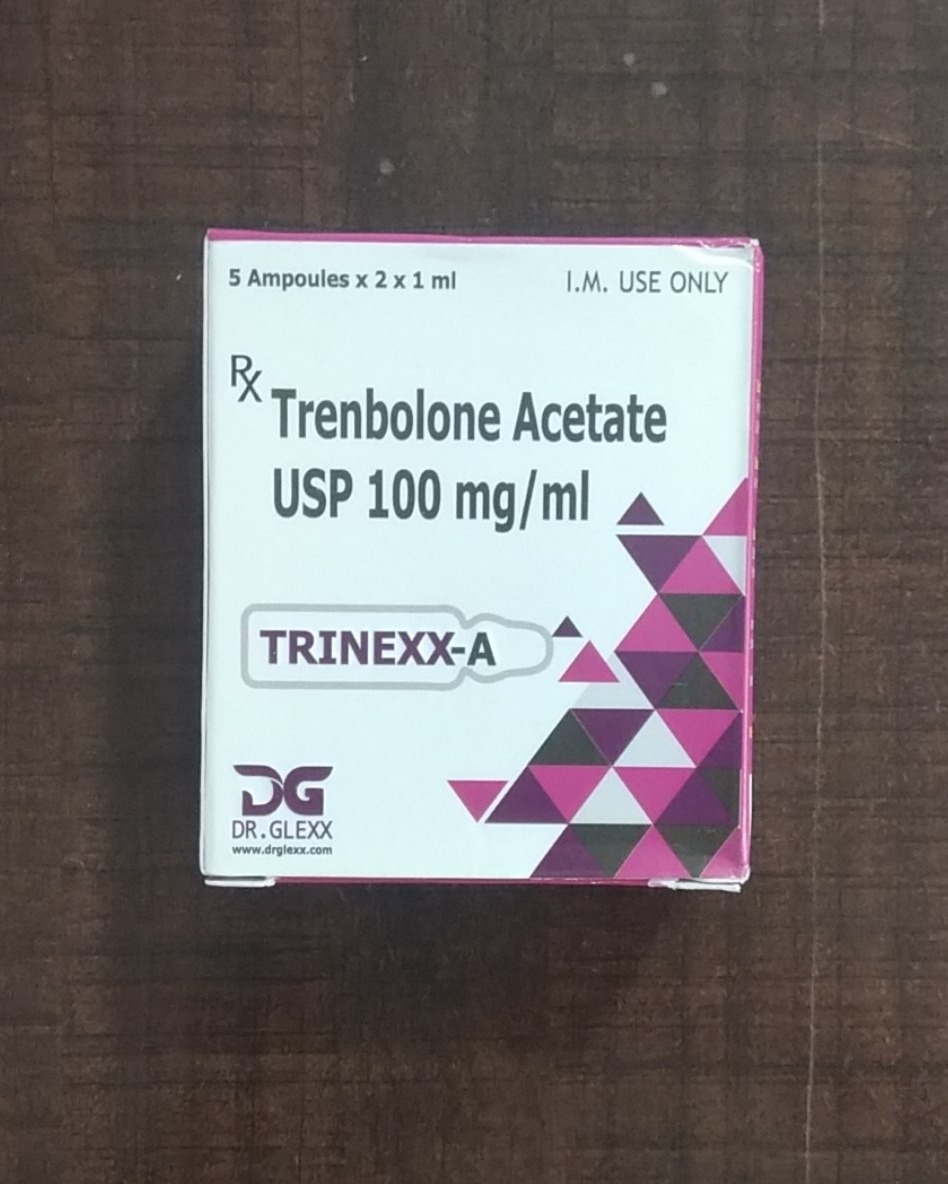 5 Ampoules x 2 x 1 ml
I.M. USE ONLY
Rx
Trenbolone Acetate
USP 100 mg/ml
TRINEXX-A
DG
DR.GLEXX
www.drglexx.com